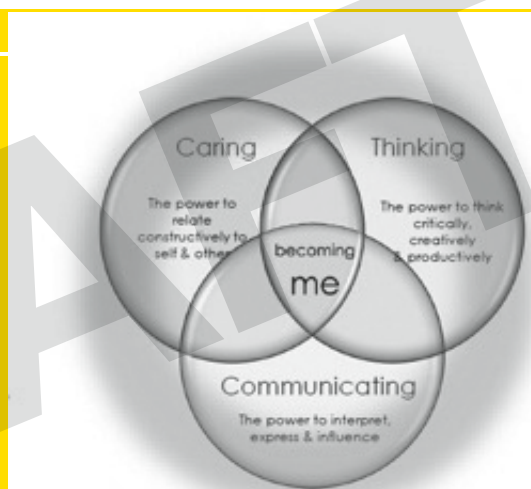 Caring
The power to
relate
constructively to
self & other
Thinking
The power to think
critically,
creatively
& productively
becoming
me
Communicating
The power to interpret,
express & influence